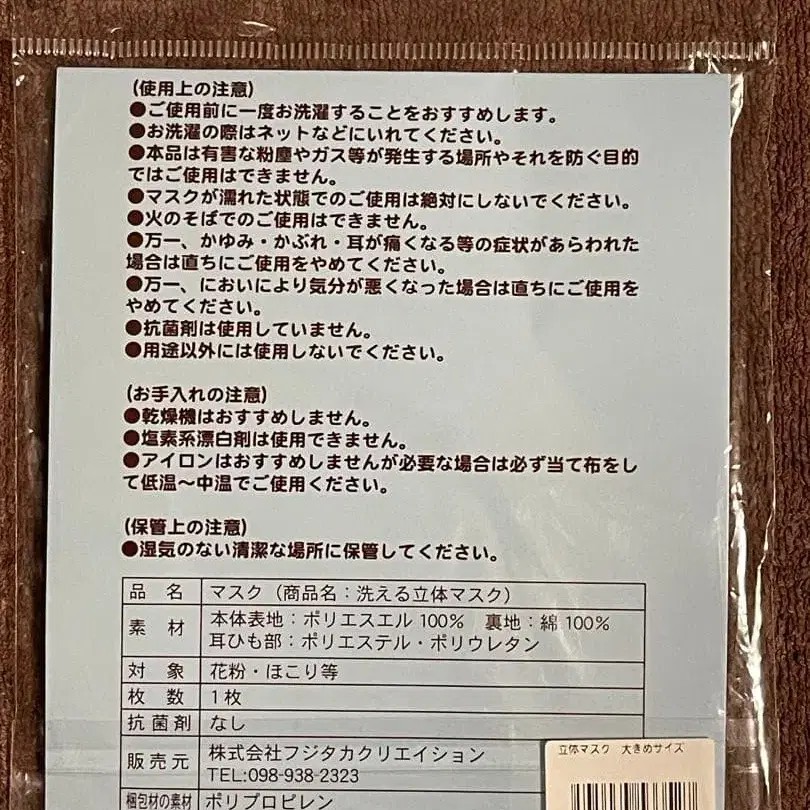 (使用上の注意)
●ご使用前に一度お洗濯することをおすすめします。
●お洗濯の際はネットなどにいれてください。
●本品は有害な粉塵やガス等が発生する場所やそれを防ぐ目的
ではご使用はできません。
●マスクが濡れた状態でのご使用は絶対にしないでください。
●火のそばでのご使用はできません。
●万一、かゆみ・かぶれ・耳が痛くなる等の症状があらわれた
場合は直ちにご使用をやめてください。
●万一、においにより気分が悪くなった場合は直ちにご使用を
やめてください。
●抗菌剤は使用していません。
●用途以外には使用しないでください。
(お手入れの注意)
●乾燥機はおすすめしません。
●塩素系漂白剤は使用できません。
●アイロンはおすすめしませんが必要な場合は必ず当て布をし
て低温～中温でご使用ください。
(保管上の注意)
●湿気のない清潔な場所に保管してください。
品 名 マスク（商品名：洗える立体マスク）
素 材 本体表地：ポリエスエル 100% 裏地：綿 100%
耳ひも部：ポリエステル・ポリウレタン
対 象 花粉・ほこり等
枚 数 1枚
抗菌剤 なし
販売元 株式会社フジタカクリエイション
TEL:098-938-2323
梱包材の素材 ポリプロピレン
立体マスク 大きめサイズ